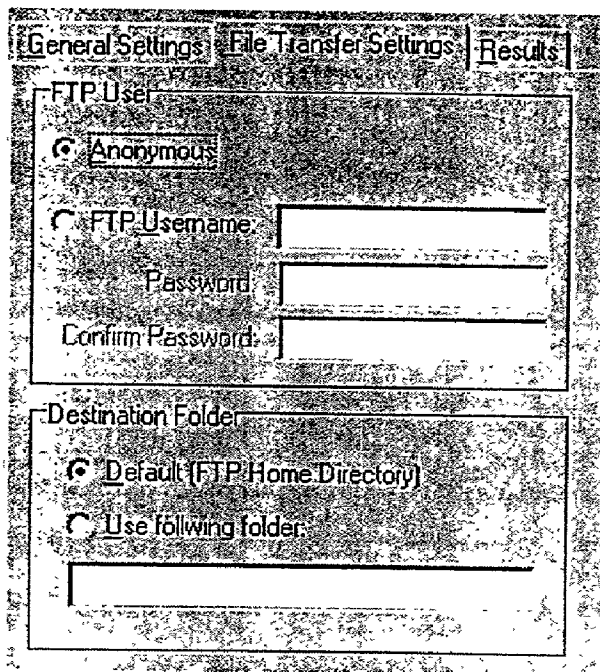 General Settings File Transfer Settings Results
FTP User
Anonymous
FTP Username:
Password:
Confirm Password:
Destination Folder
Default (FTP Home Directory)
Use follwing folder: